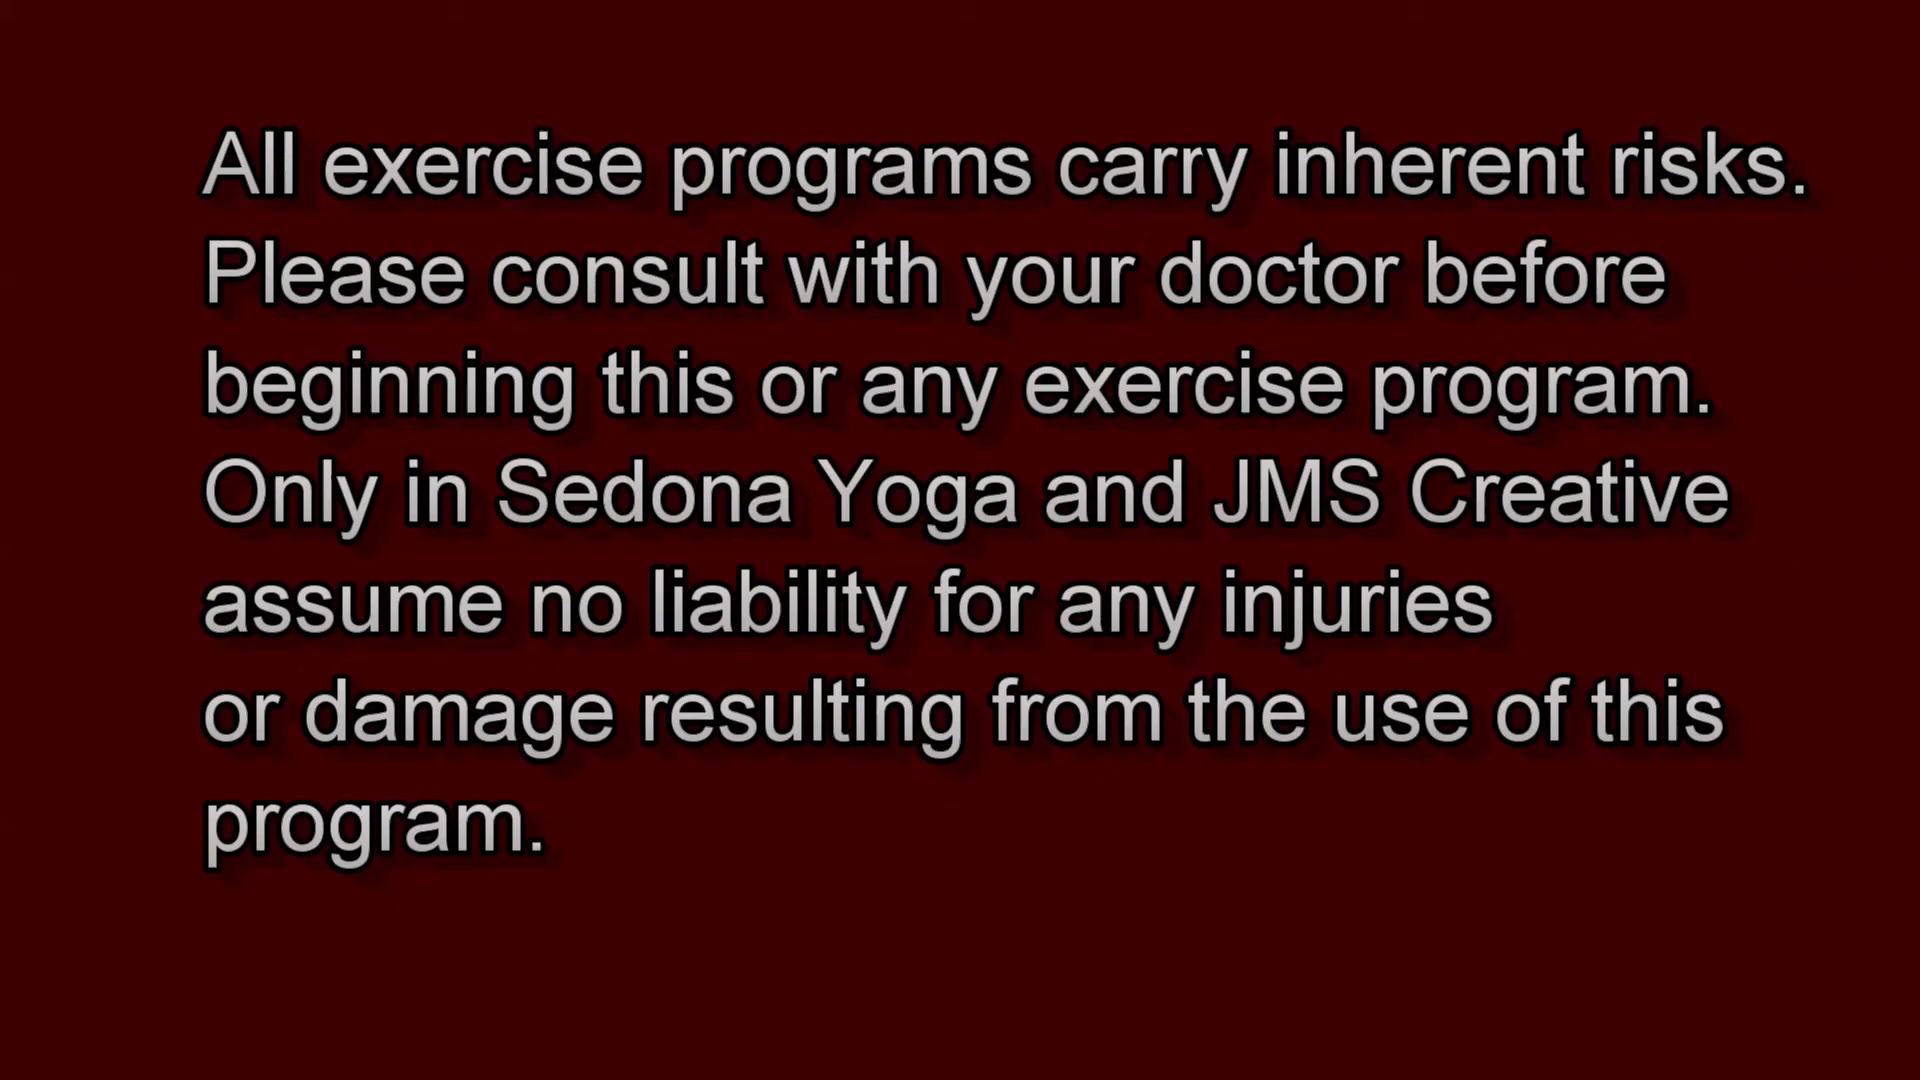 All exercise programs carry inherent risks.
Please consult with your doctor before
beginning this or any exercise program.
Only in Sedona Yoga and JMS Creative
assume no liability for any injuries
or damage resulting from the use of this
program.